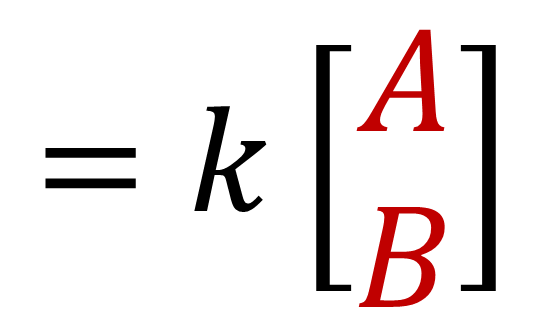 = k [A
B]